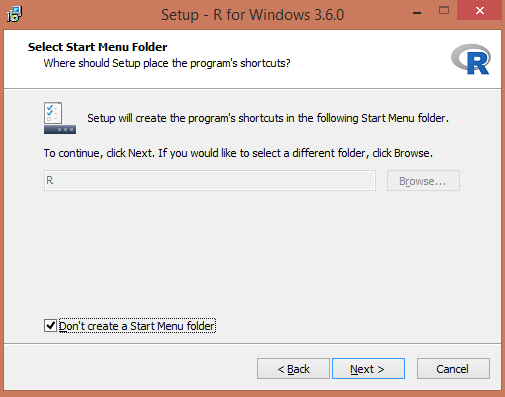 Setup - R for Windows 3.6.0
Select Start Menu Folder
Where should Setup place the program's shortcuts?
R
Setup will create the program's shortcuts in the following Start Menu folder.
To continue, click Next. If you would like to select a different folder, click Browse.
R
Browse...
Don't create a Start Menu folder
< Back
Next >
Cancel